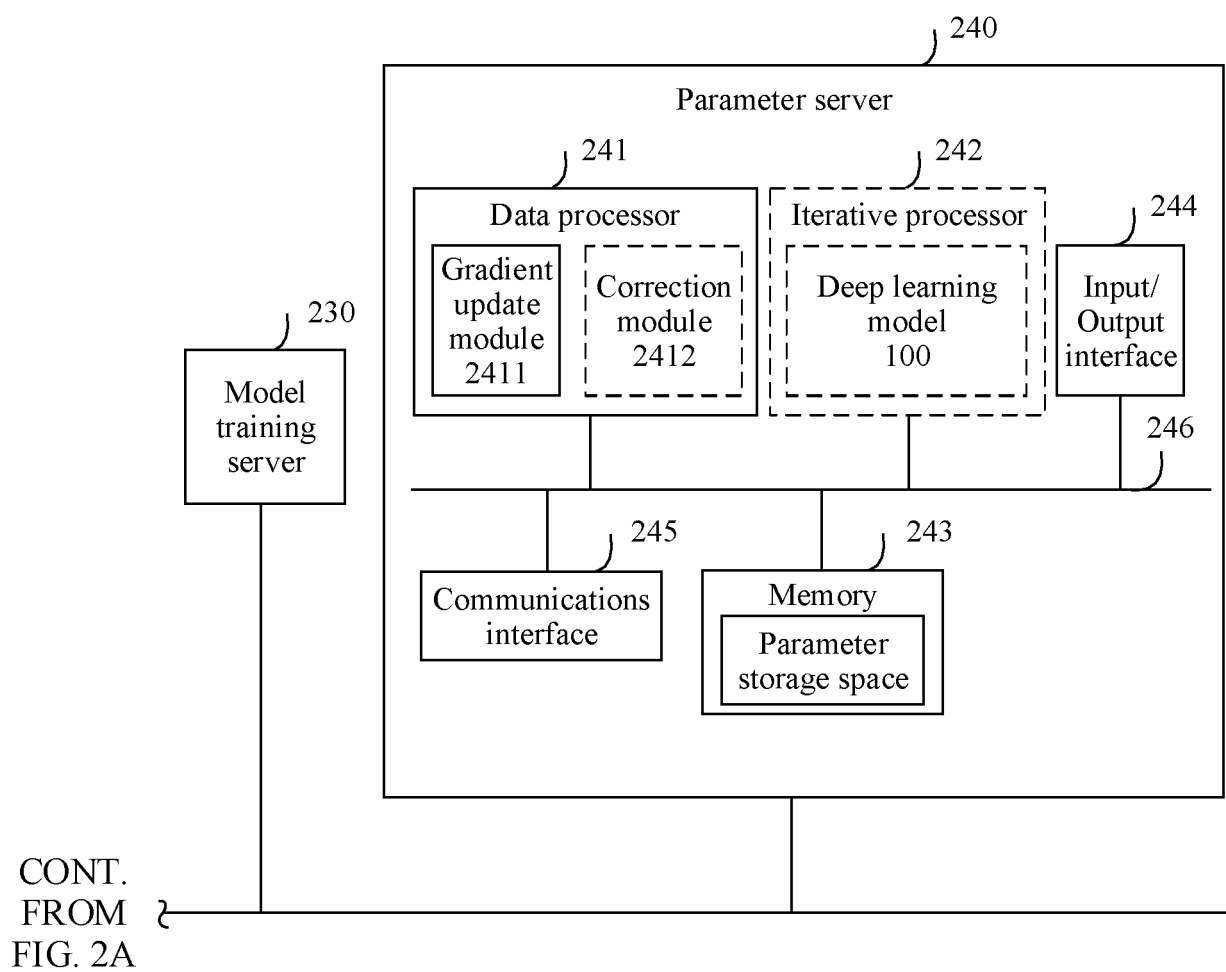 240
Parameter server
241
242
Data processor
Iterative processor
244
Gradient
update
module
2411
Correction
module
2412
Deep learning
model
100
Input/
Output
interface
230
Model
training
server
246
245
243
Communications
interface
Memory
Parameter
storage space
CONT.
FROM
FIG. 2A